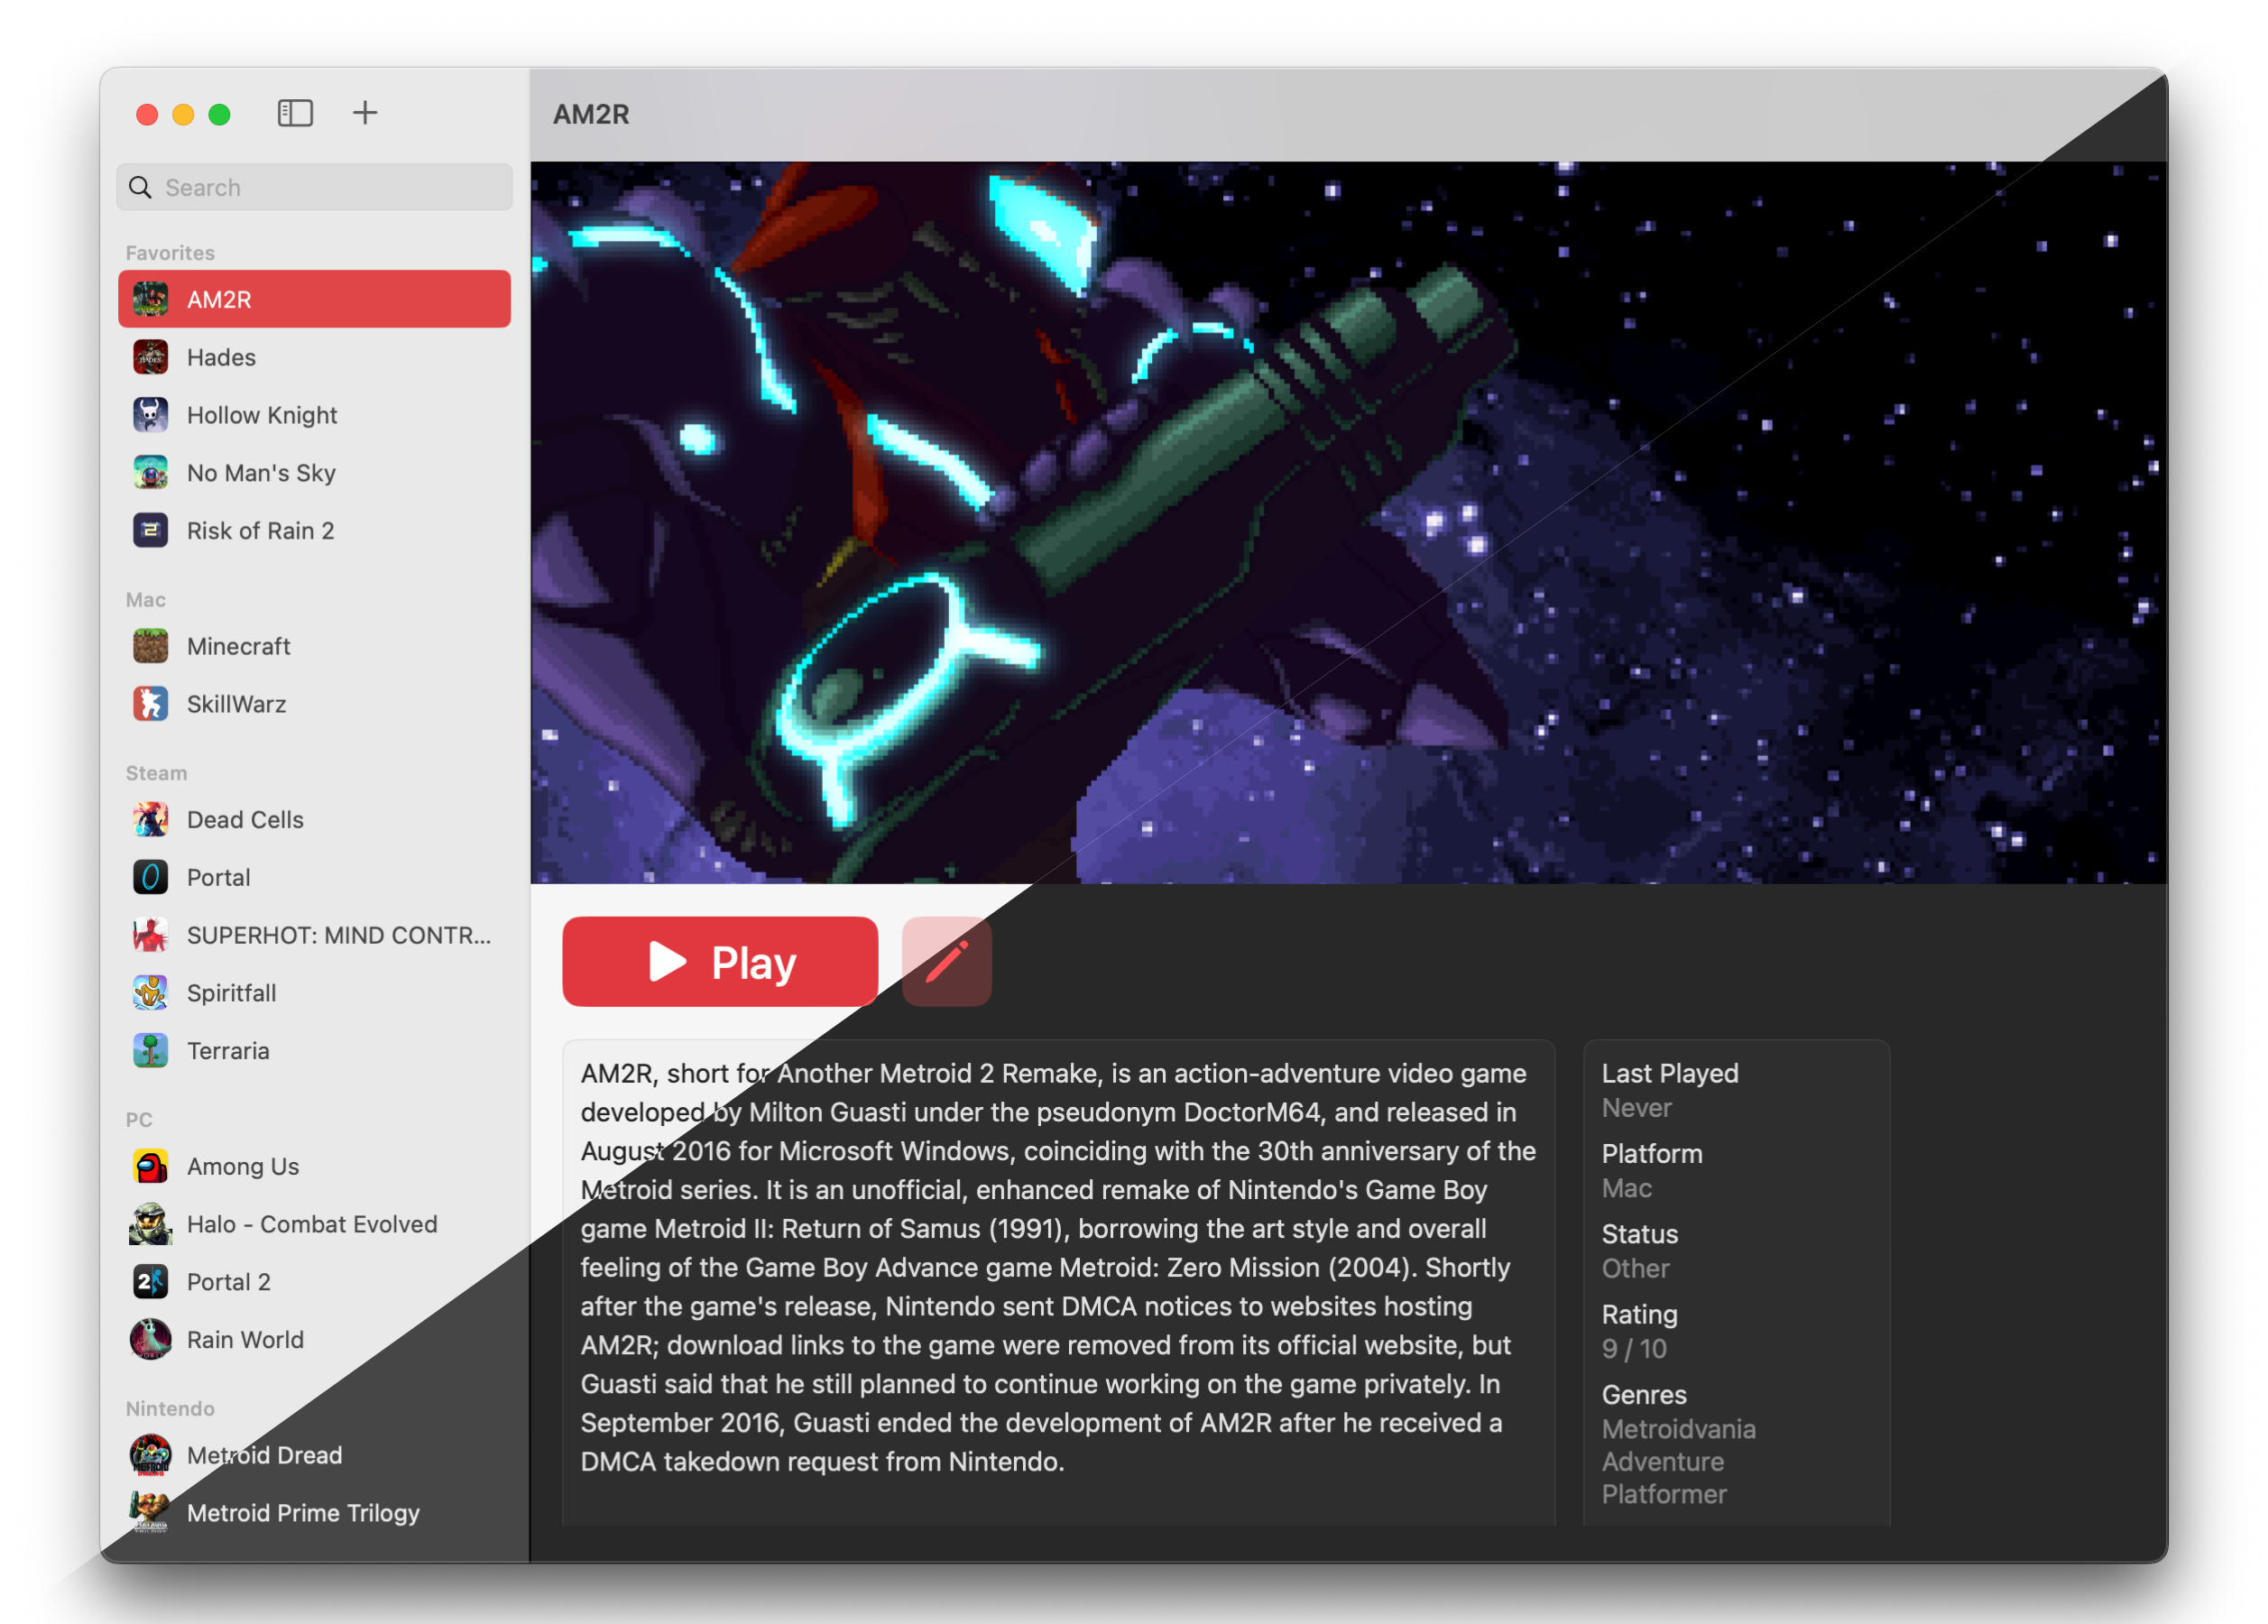 AM2R
Search
Favorites
AM2R
Hades
Hollow Knight
No Man's Sky
Risk of Rain 2
Mac
Minecraft
SkillWarz
Steam
Dead Cells
Portal
SUPERHOT: MIND CONTR...
Spiritfall
Terraria
PC
Among Us
Halo - Combat Evolved
Portal 2
Rain World
Nintendo
Metroid Dread
Metroid Prime Trilogy
Play
AM2R, short for Another Metroid 2 Remake, is an action-adventure video game
developed by Milton Guasti under the pseudonym DoctorM64, and released in
August 2016 for Microsoft Windows, coinciding with the 30th anniversary of the
Metroid series. It is an unofficial, enhanced remake of Nintendo's Game Boy
game Metroid II: Return of Samus (1991), borrowing the art style and overall
feeling of the Game Boy Advance game Metroid: Zero Mission (2004). Shortly
after the game's release, Nintendo sent DMCA notices to websites hosting
AM2R; download links to the game were removed from its official website, but
Guasti said that he still planned to continue working on the game privately. In
September 2016, Guasti ended the development of AM2R after he received a
DMCA takedown request from Nintendo.
Last Played
Never
Platform
Mac
Status
Other
Rating
9 / 10
Genres
Metroidvania
Adventure
Platformer